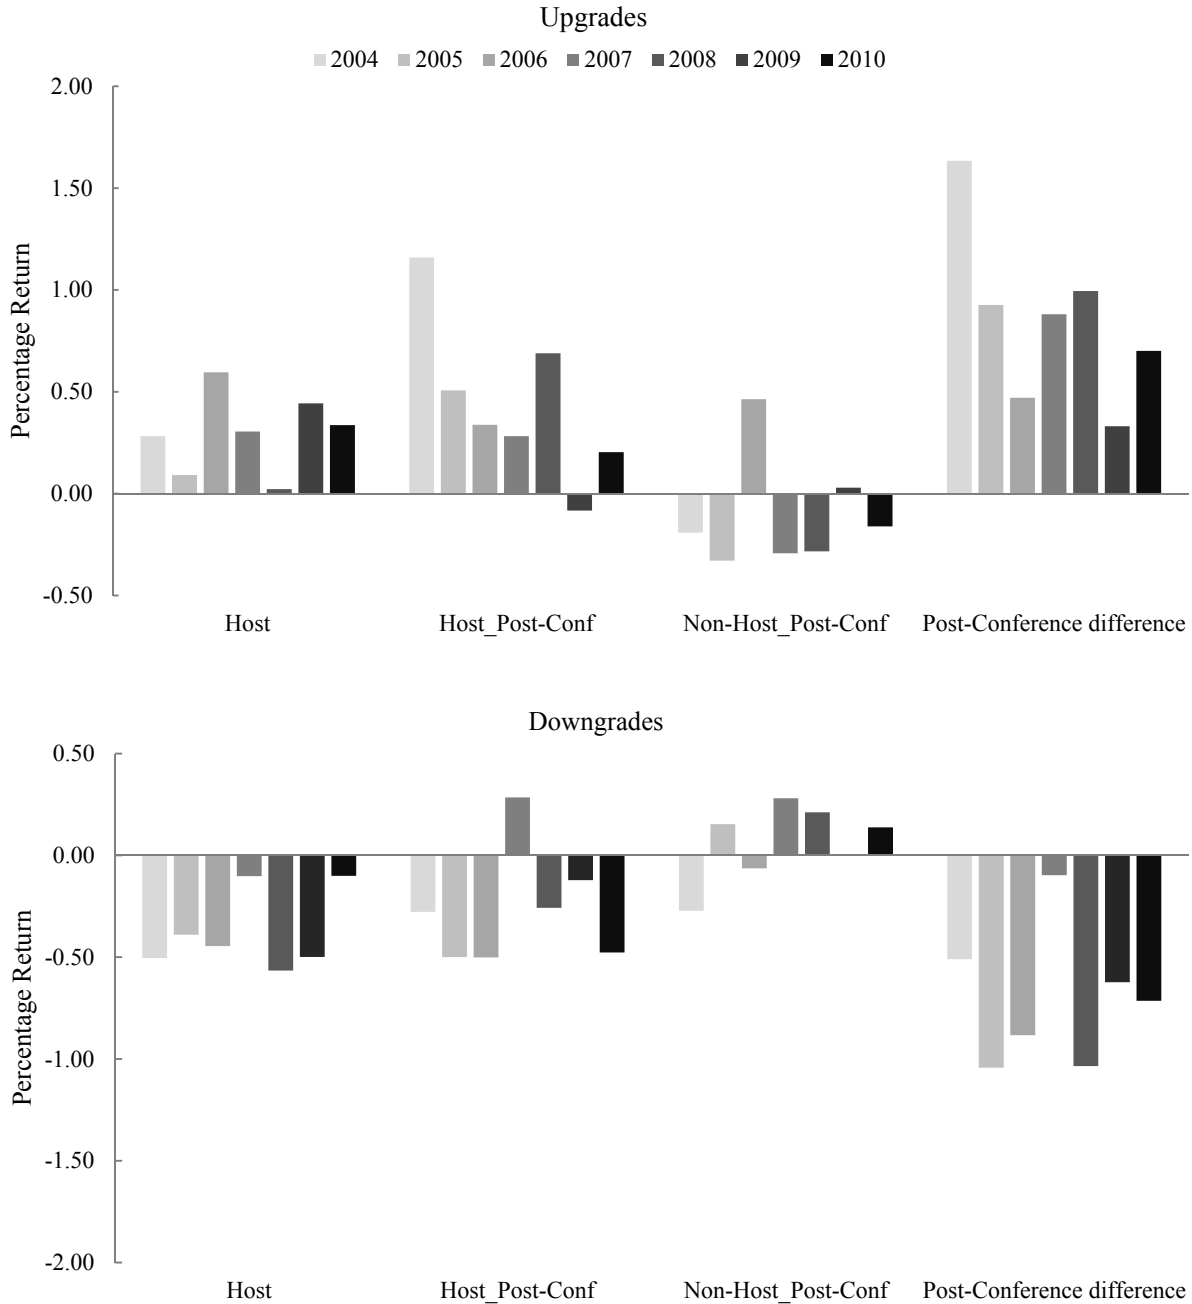 Upgrades
2004 2005 2006 2007 2008 2009 2010
2.00
1.50
1.00
0.50
0.00
-0.50
Percentage Return
Host Host_Post-Conf Non-Host_Post-Conf Post-Conference difference
Downgrades
0.50
0.00
-0.50
-1.00
-1.50
-2.00
Percentage Return
Host Host_Post-Conf Non-Host_Post-Conf Post-Conference difference